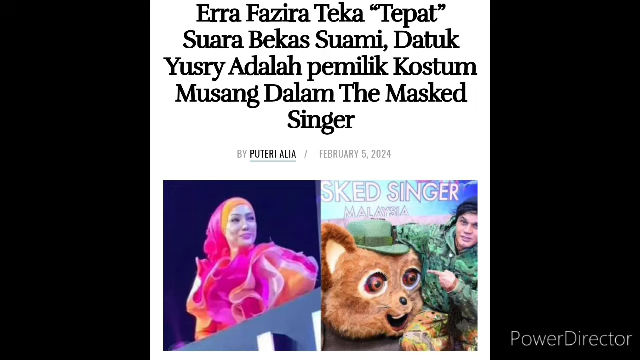 Erra Fazira Teka “Tepat”
Suara Bekas Suami, Datuk
Yusry Adalah pemilik Kostum
Musang Dalam The Masked
Singer
BY PUTERI ALIA / FEBRUARY 5, 2024
SKED SINGER
MALAYSIA
PowerDirector